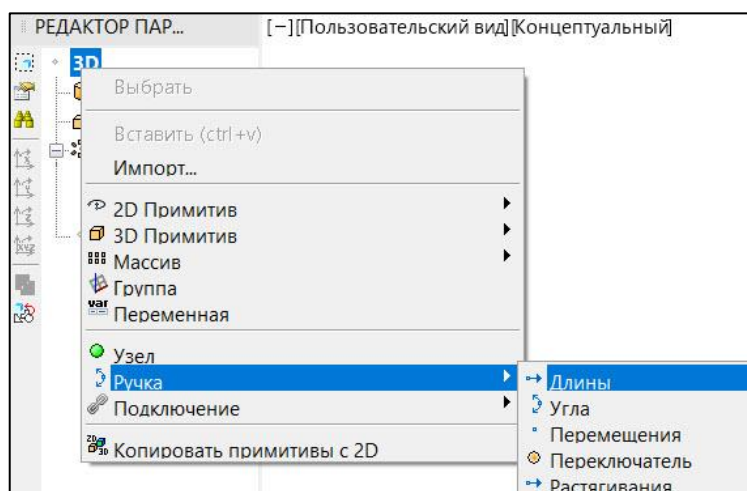 РЕДАКТОР ПАР...
[−][Пользовательский вид][Концептуальный]
3D
Выбрать
Вставить (ctrl+v)
Импорт...
2D Примитив
3D Примитив
Массив
Группа
var Переменная
Узел
Ручка
Подключение
Копировать примитивы с 2D
Длины
Угла
Перемещения
Переключатель
Растягивания